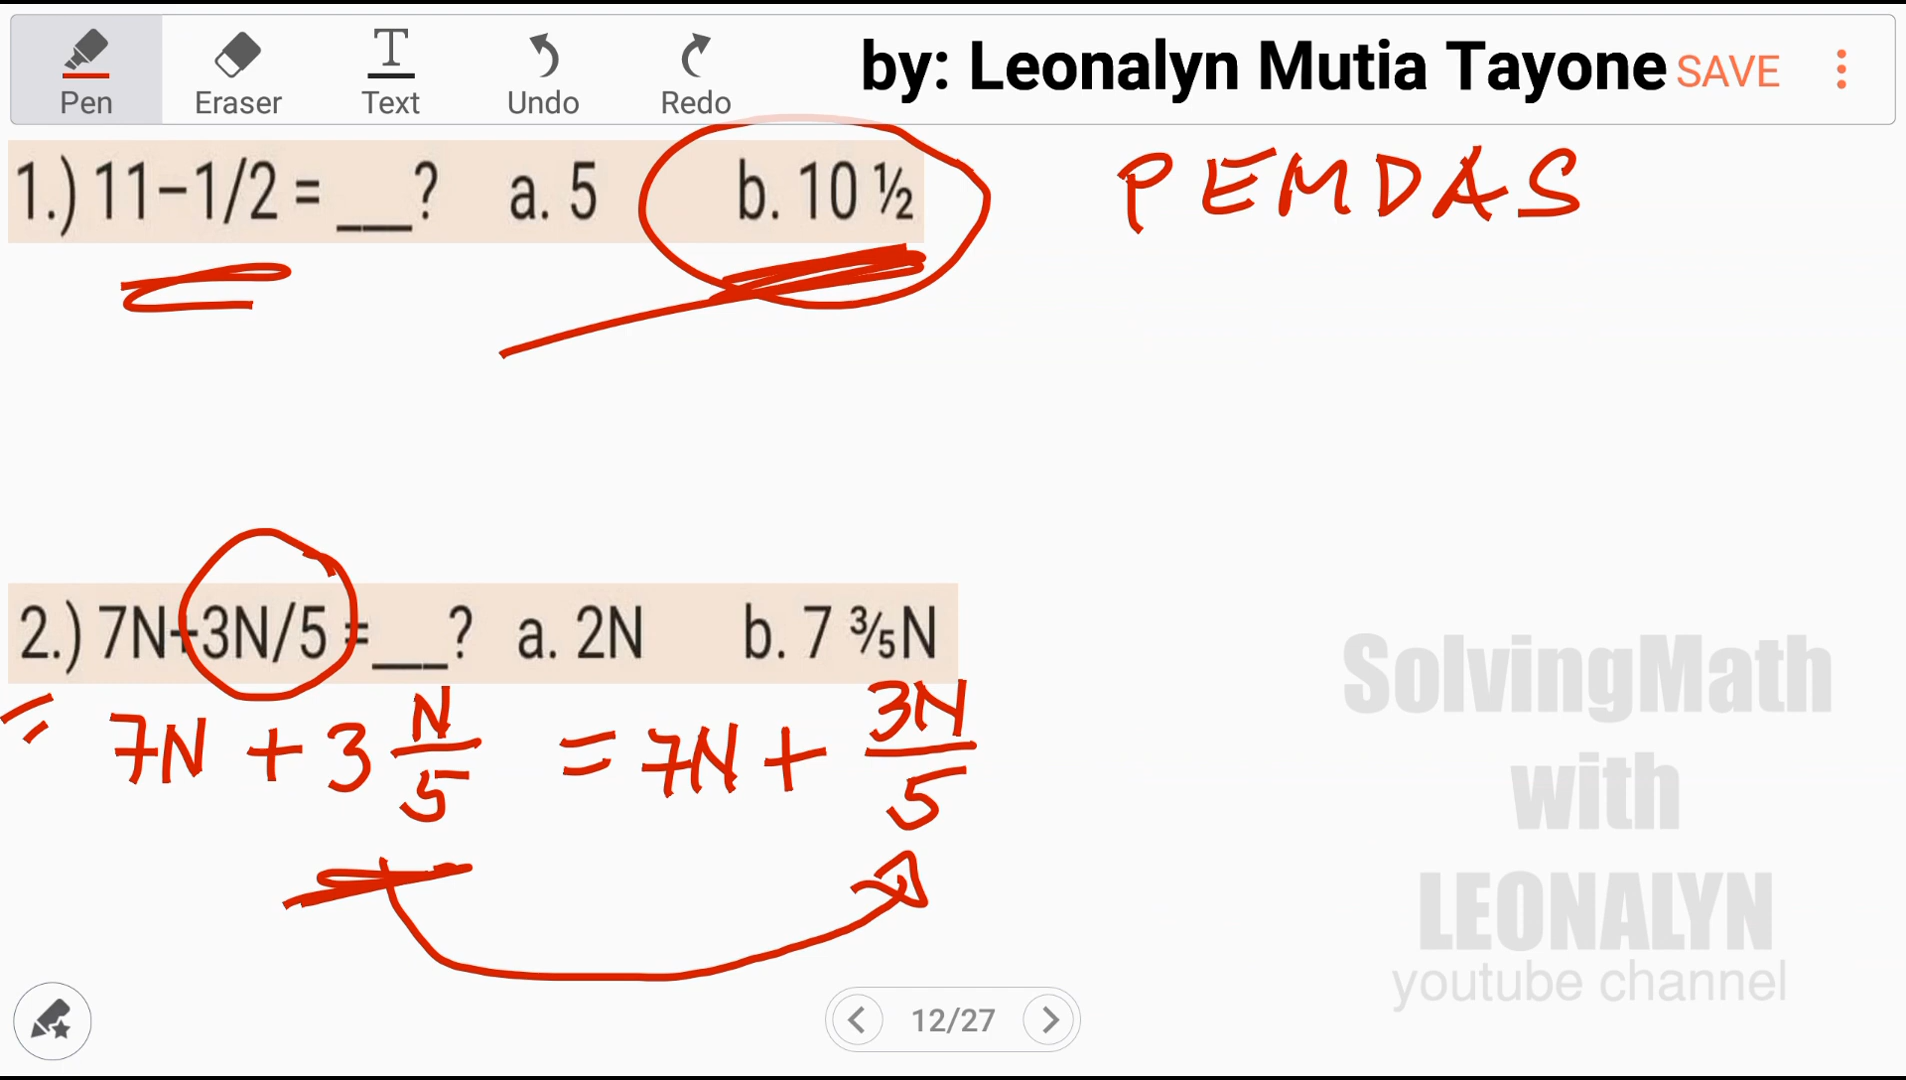 Pen Eraser Text Undo Redo by: Leonalyn Mutia Tayone SAVE
1.) 11−1/2 = ___? a. 5 b. 10 ½
PEMDAS
2.) 7N+3N/5 =___? a. 2N b. 7 ⅗N
= 7N + 3 N/5 = 7N + 3N/5
SolvingMath
with
LEONALYN
youtube channel
12/27